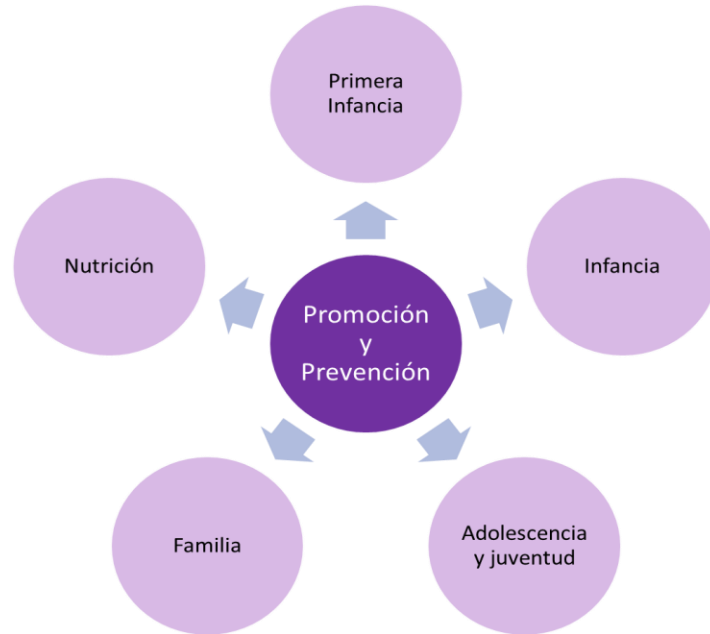 Primera
Infancia
Nutrición
Infancia
Promoción
y
Prevención
Familia
Adolescencia
y juventud